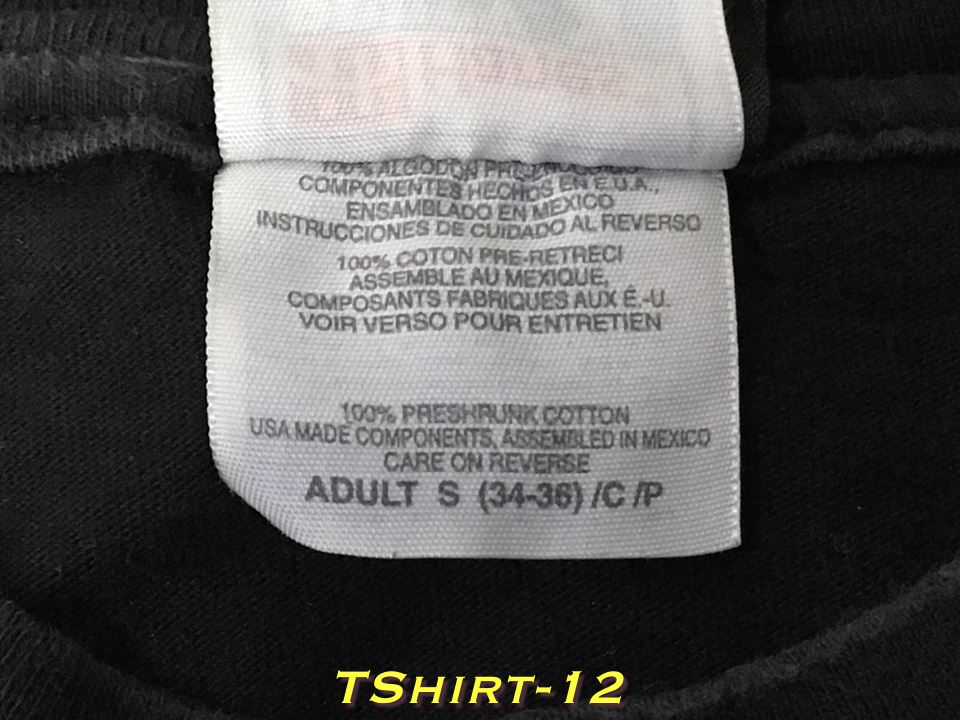 100% ALGODON
COMPONENTES HECHOS EN E.U.A.,
ENSAMBLADO EN MEXICO
INSTRUCCIONES DE CUIDADO AL REVERSO
100% COTON PRE-RETRECI
ASSEMBLE AU MEXIQUE,
COMPOSANTS FABRIQUES AUX É.-U.
VOIR VERSO POUR ENTRETIEN
100% PRESHRUNK COTTON
USA MADE COMPONENTS, ASSEMBLED IN MEXICO
CARE ON REVERSE
ADULT S (34-36) /C /P
TSHIRT-12